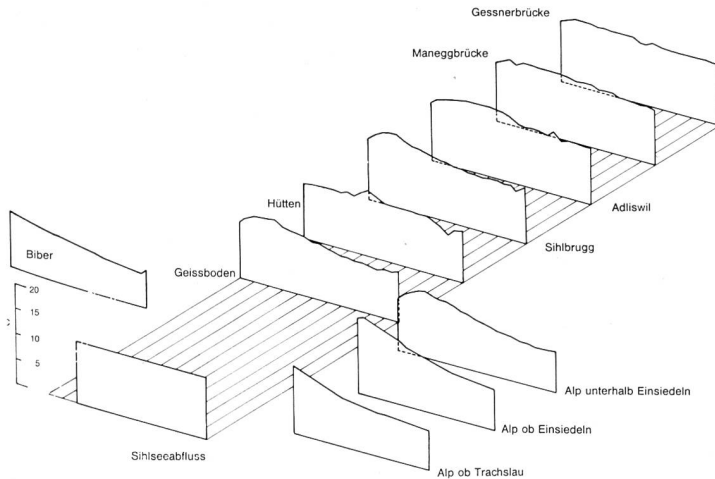 Gessnerbrücke
Maneggbrücke
Adliswil
Hütten
Sihlbrugg
Biber
Geissboden
20
15
10
5
Alp unterhalb Einsiedeln
Alp ob Einsiedeln
Sihlseeabfluss
Alp ob Trachslau